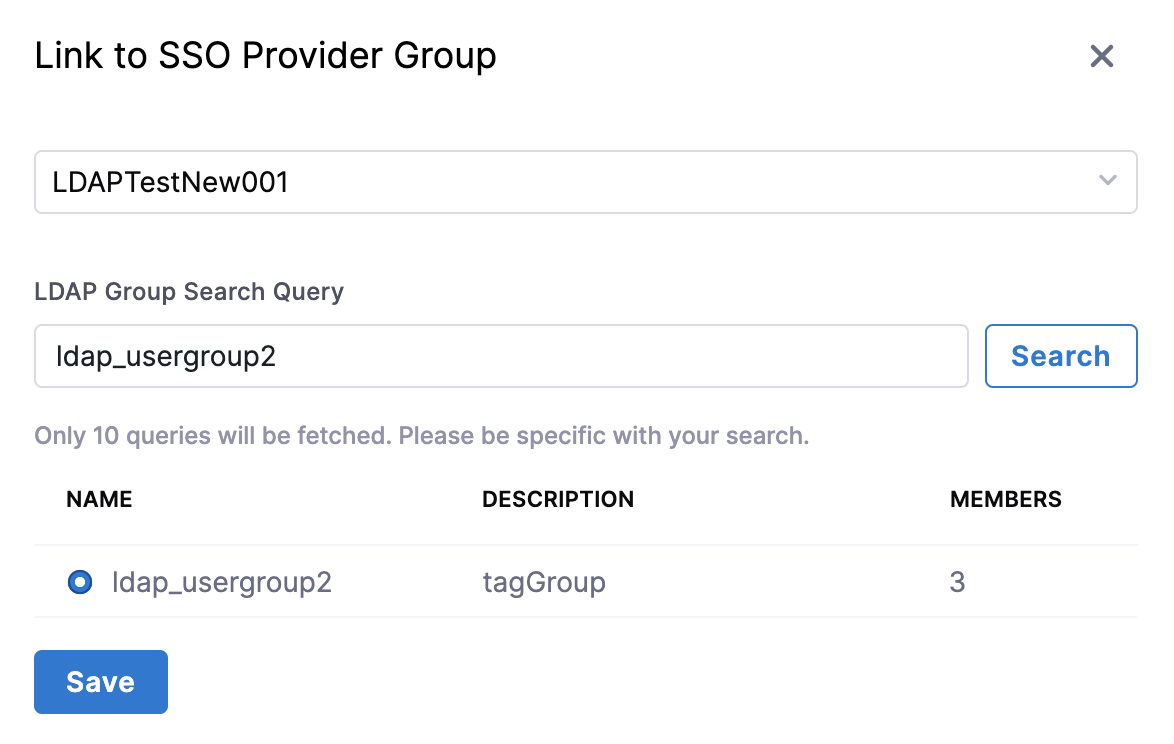 Link to SSO Provider Group
LDAPTestNew001
LDAP Group Search Query
ldap_usergroup2 Search
Only 10 queries will be fetched. Please be specific with your search.
NAME DESCRIPTION MEMBERS
ldap_usergroup2 tagGroup 3
Save